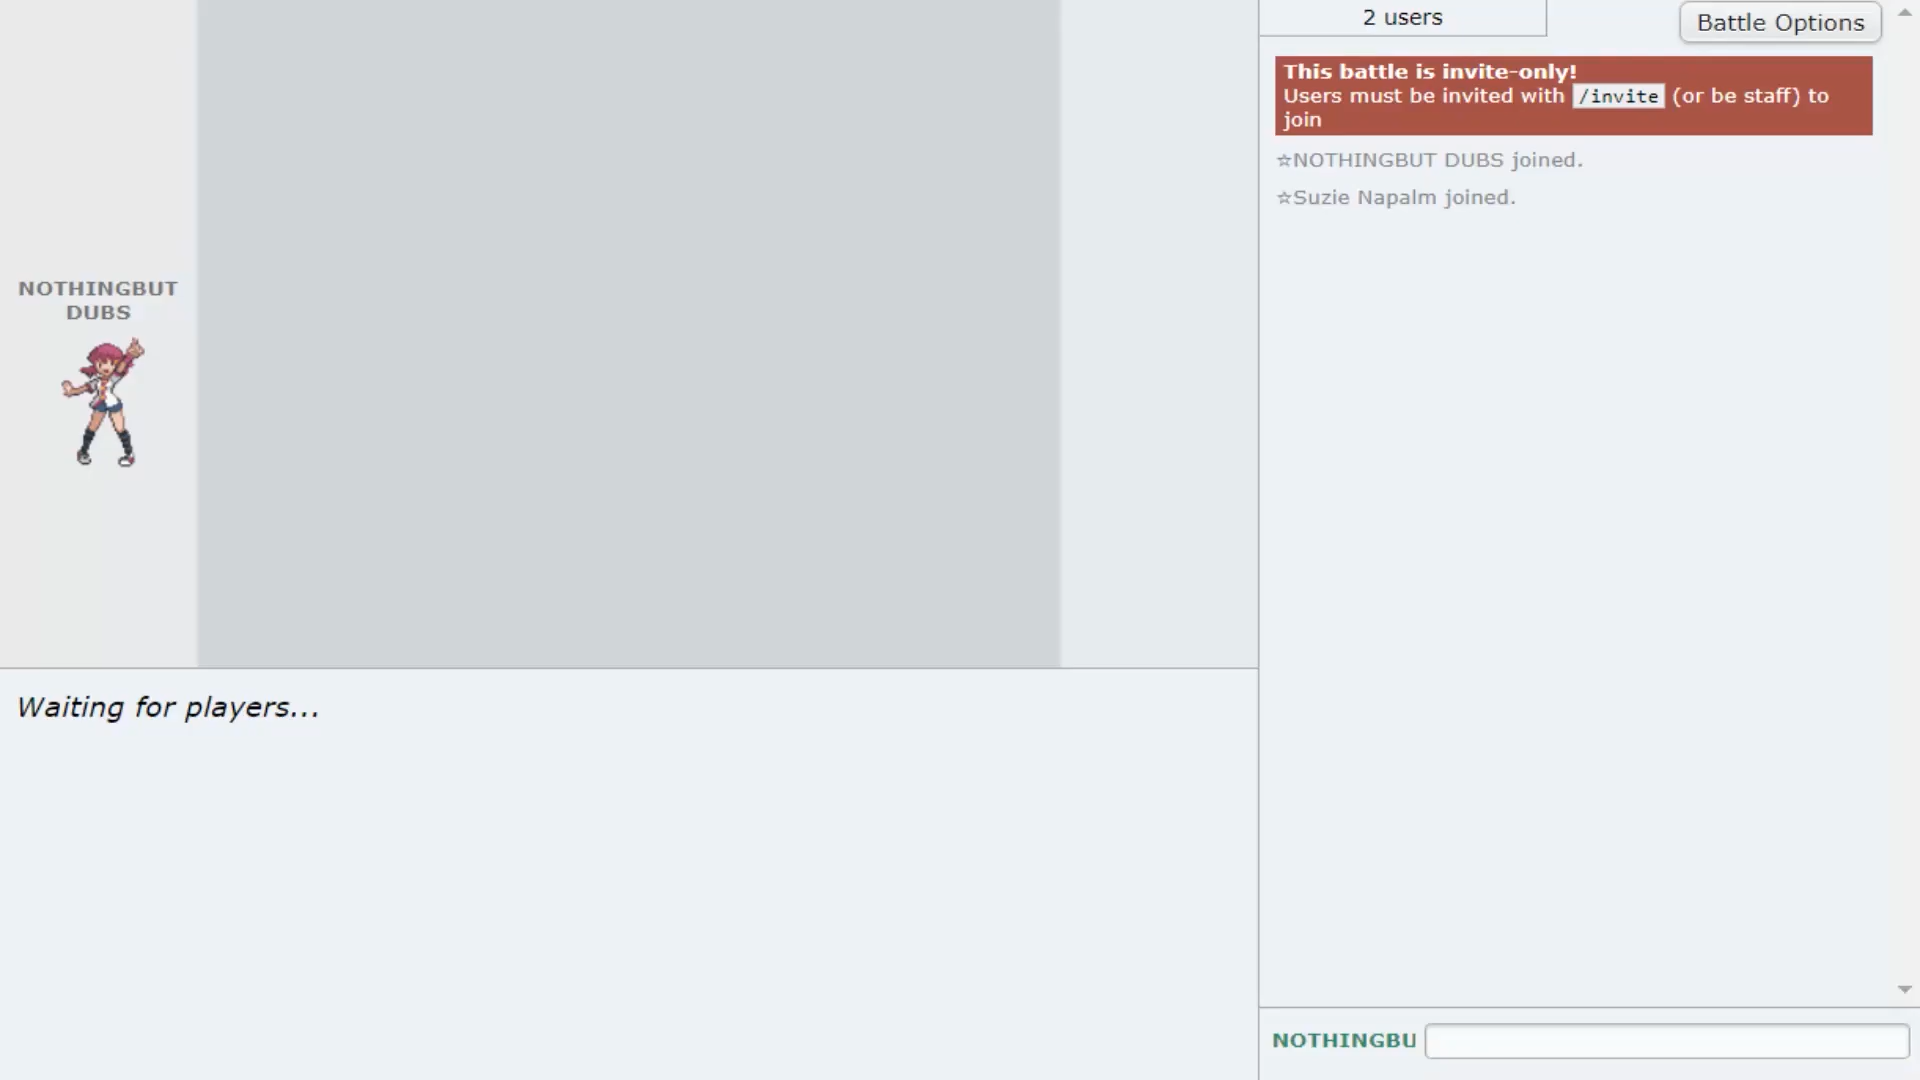 2 users
Battle Options
This battle is invite-only!
Users must be invited with /invite (or be staff) to
join
☆NOTHINGBUT DUBS joined.
☆Suzie Napalm joined.
NOTHINGBUT
DUBS
Waiting for players...
NOTHINGBU